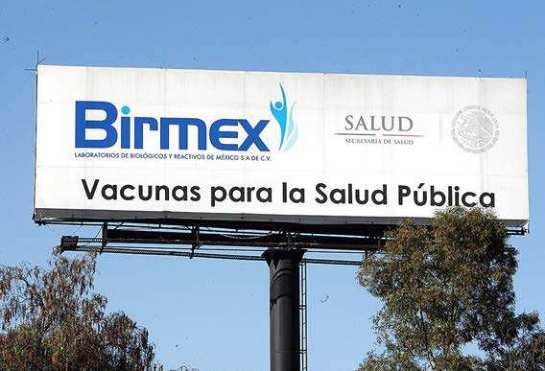 Birmex
LABORATORIOS DE BIOLÓGICOS Y REACTIVOS DE MÉXICO S.A DE C.V.
SALUD
SECRETARÍA DE SALUD
Vacunas para la Salud Pública